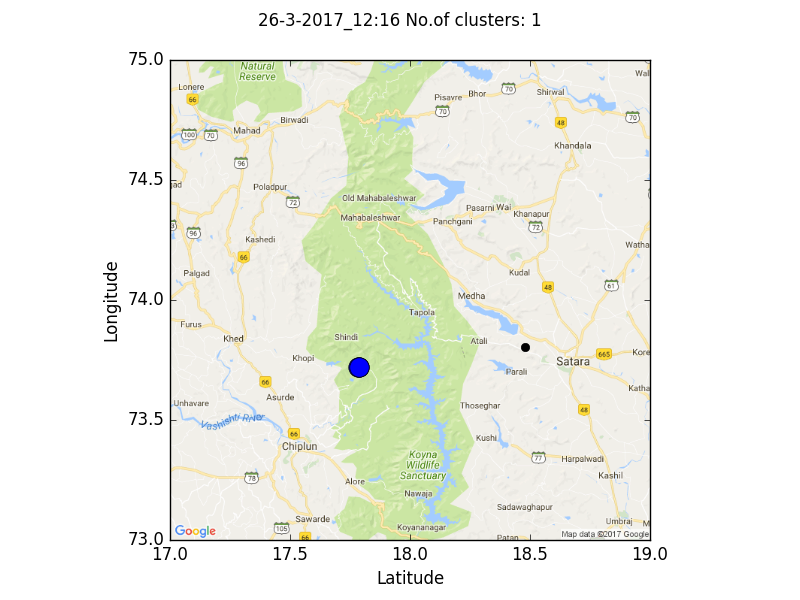 26-3-2017_12:16 No.of clusters: 1
75.0
74.5
74.0
73.5
73.0
Longitude
17.0
17.5
18.0
18.5
19.0
Latitude
Natural
Reserve
Lonere
66
Birwadi
Mahad
100
70
96
Poladpur
72
Pisavre
Bhor
70
70
Shirwal
48
70
Khandala
Old Mahabaleshwar
Mahabaleshwar
Pasarni
Wai
Panchgani
Khanapur
72
96
Kashedi
66
Palgad
Kudal
48
61
Medha
Tapola
Furus
Khed
Shindi
Khopi
Atali
Parali
Satara
665
66
Asurde
Unhavare
Vashishti River
66
Chiplun
Thoseghar
Kushi
48
77
Harpalwadi
Kashil
78
Alore
Koyna
Wildlife
Sanctuary
Nawaja
Sadawaghapur
Sawarde
105
66
Koyananagar
Umbraj
Patan
Google
Map data ©2017 Google